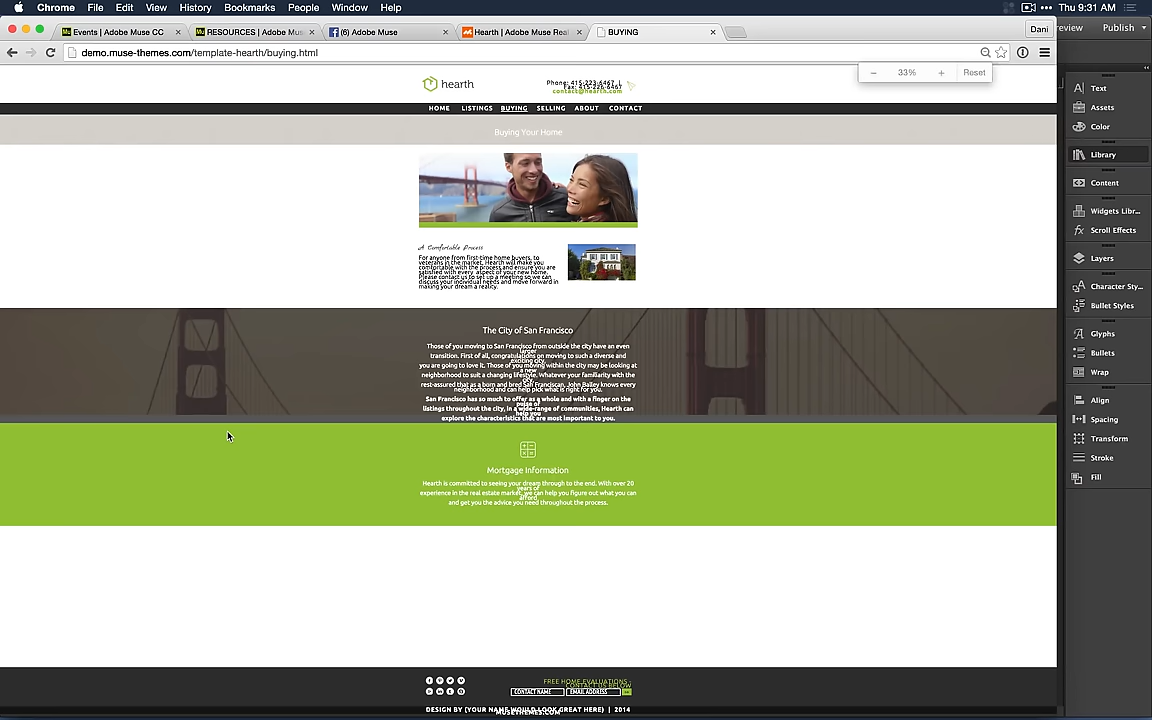 Chrome File Edit View History Bookmarks People Window Help Thu 9:31 AM
Events | Adobe Muse CC RESOURCES | Adobe Mus (6) Adobe Muse Hearth | Adobe Muse Rea BUYING Dani
eview Publish
demo.muse-themes.com/template-hearth/buying.html
33% Reset
hearth
Phone: 415-223-6467 |
Fax: 415-226-6467
contact@hearth.com
HOME LISTINGS BUYING SELLING ABOUT CONTACT
Buying Your Home
A Comfortable Process
For anyone from first-time home buyers, to
veterans in the market, Hearth will make you
comfortable with the process and ensure you are
satisfied with every aspect of your new home.
Please contact us to set up a meeting so we can
discuss your individual needs and move forward in
making your dream a reality.
The City of San Francisco
Those of you moving to San Francisco from outside the city have an even
larger
transition. First of all, congratulations on moving to such a diverse and
exciting city,
you are going to love it. Those of you moving within the city may be looking at
a new
neighborhood to suit a changing lifestyle. Whatever your familiarity with the
city,
rest-assured that as a born and bred San Franciscan, John Bailey knows every
neighborhood and can help pick what is right for you.
San Francisco has so much to offer as a whole and with a finger on the
pulse of
listings throughout the city, in a wide-range of communities, Hearth can
help you
explore the characteristics that are most important to you.
Mortgage Information
Hearth is committed to seeing your dream through to the end. With over 20
years of
experience in the real estate market, we can help you figure out what you can
afford
and get you the advice you need throughout the process.
FREE HOME EVALUATIONS -
CONTACT US BELOW
CONTACT NAME EMAIL ADDRESS
DESIGN BY (YOUR NAME WOULD LOOK GREAT HERE) | 2014
MUSETHEMES.COM
Text
Assets
Color
Library
Content
Widgets Libr...
Scroll Effects
Layers
Character Sty...
Bullet Styles
Glyphs
Bullets
Wrap
Align
Spacing
Transform
Stroke
Fill